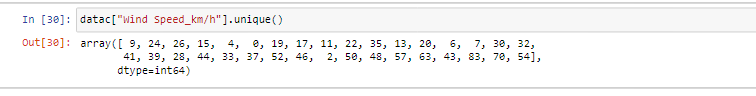 In [30]: datac["Wind Speed_km/h"].unique()
Out[30]: array([ 9, 24, 26, 15,  4,  0, 19, 17, 11, 22, 35, 13, 20,  6,  7, 30, 32,
       41, 39, 28, 44, 33, 37, 52, 46,  2, 50, 48, 57, 63, 43, 83, 70, 54],
      dtype=int64)